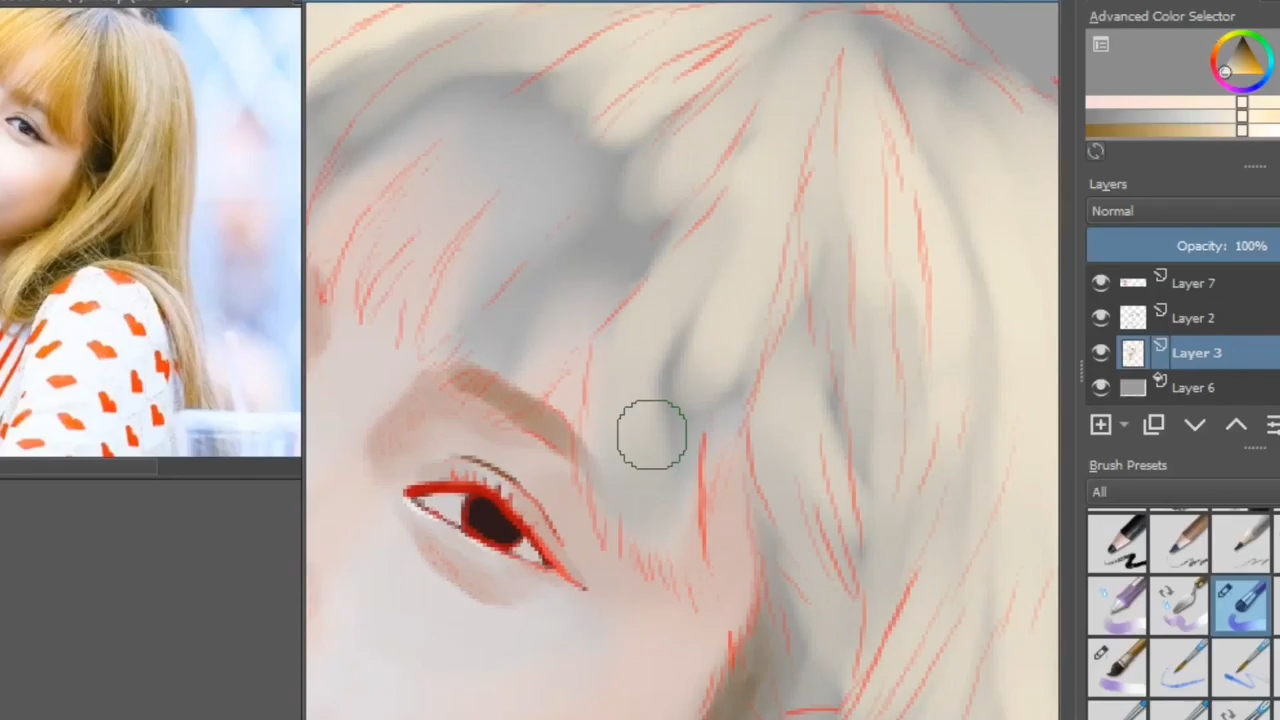 Advanced Color Selector
Layers
Normal
Opacity: 100%
Layer 7
Layer 2
Layer 3
Layer 6
Brush Presets
All